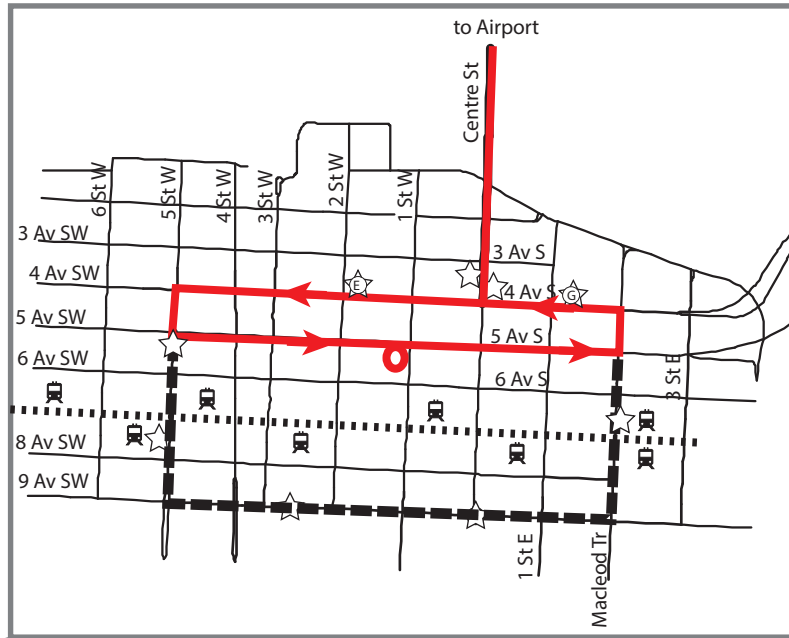 to Airport
Centre St
6 St W
5 St W
4 St W
3 St W
2 St W
1 St W
3 Av SW
3 Av S
4 Av SW
E
4 Av S
G
5 Av SW
5 Av S
6 Av SW
6 Av S
3 St E
8 Av SW
9 Av SW
1 St E
Macleod Tr